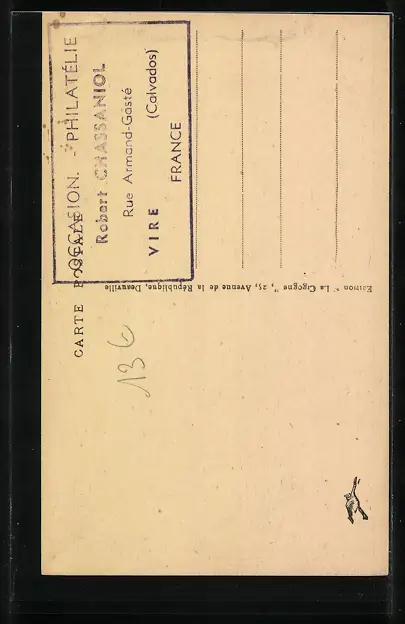 OCCASION. - PHILATÉLIE
Robert CHASSANIOL
Rue Armand-Gasté
VIRE (Calvados)
FRANCE
CARTE POSTALE
Edition " La Cigogne ", 25, Avenue de la République, Deauville
13 €